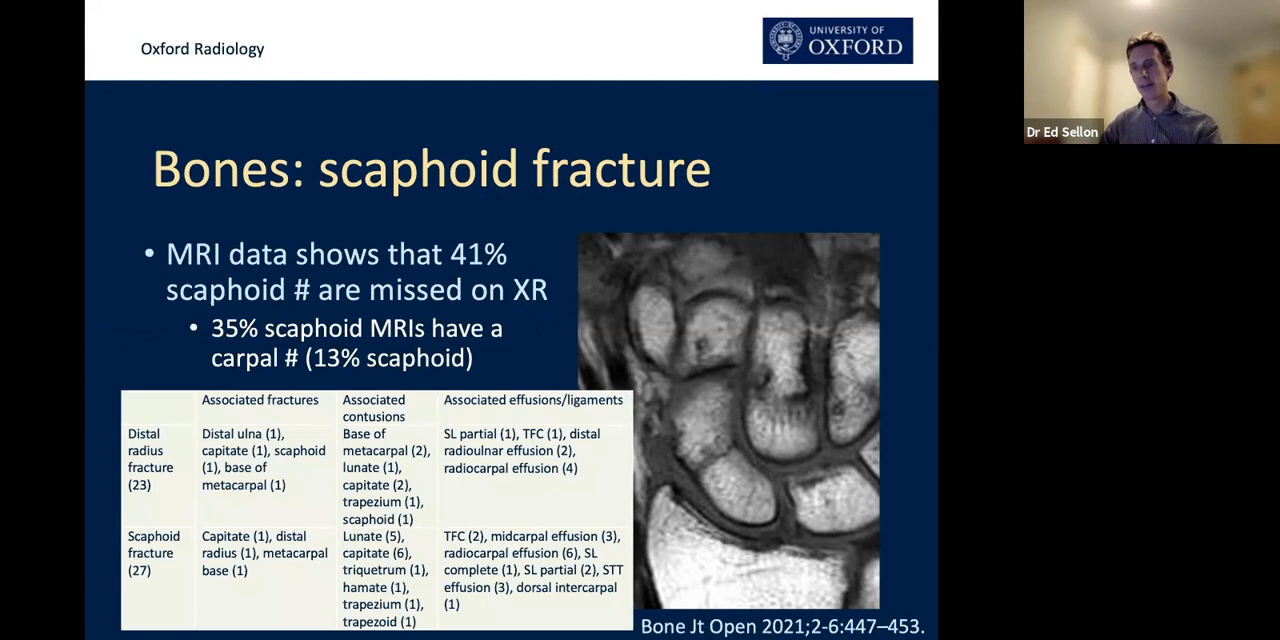 Oxford Radiology
UNIVERSITY OF
OXFORD
Dr Ed Sellon
Bones: scaphoid fracture
• MRI data shows that 41%
scaphoid # are missed on XR
• 35% scaphoid MRIs have a
carpal # (13% scaphoid)
Associated fractures
Associated
contusions
Associated effusions/ligaments
Distal
radius
fracture
(23)
Distal ulna (1),
capitate (1), scaphoid
(1), base of
metacarpal (1)
Base of
metacarpal (2),
lunate (1),
capitate (2),
trapezium (1),
scaphoid (1)
SL partial (1), TFC (1), distal
radioulnar effusion (2),
radiocarpal effusion (4)
Scaphoid
fracture
(27)
Capitate (1), distal
radius (1), metacarpal
base (1)
Lunate (5),
capitate (6),
triquetrum (1),
hamate (1),
trapezium (1),
trapezoid (1)
TFC (2), midcarpal effusion (3),
radiocarpal effusion (6), SL
complete (1), SL partial (2), STT
effusion (3), dorsal intercarpal
(1)
Bone Jt Open 2021;2-6:447–453.